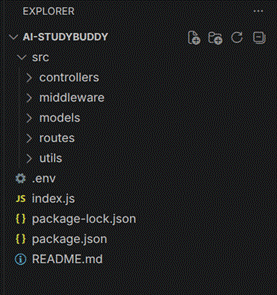 EXPLORER
AI-STUDYBUDDY
src
controllers
middleware
models
routes
utils
.env
JS index.js
{ } package-lock.json
{ } package.json
README.md